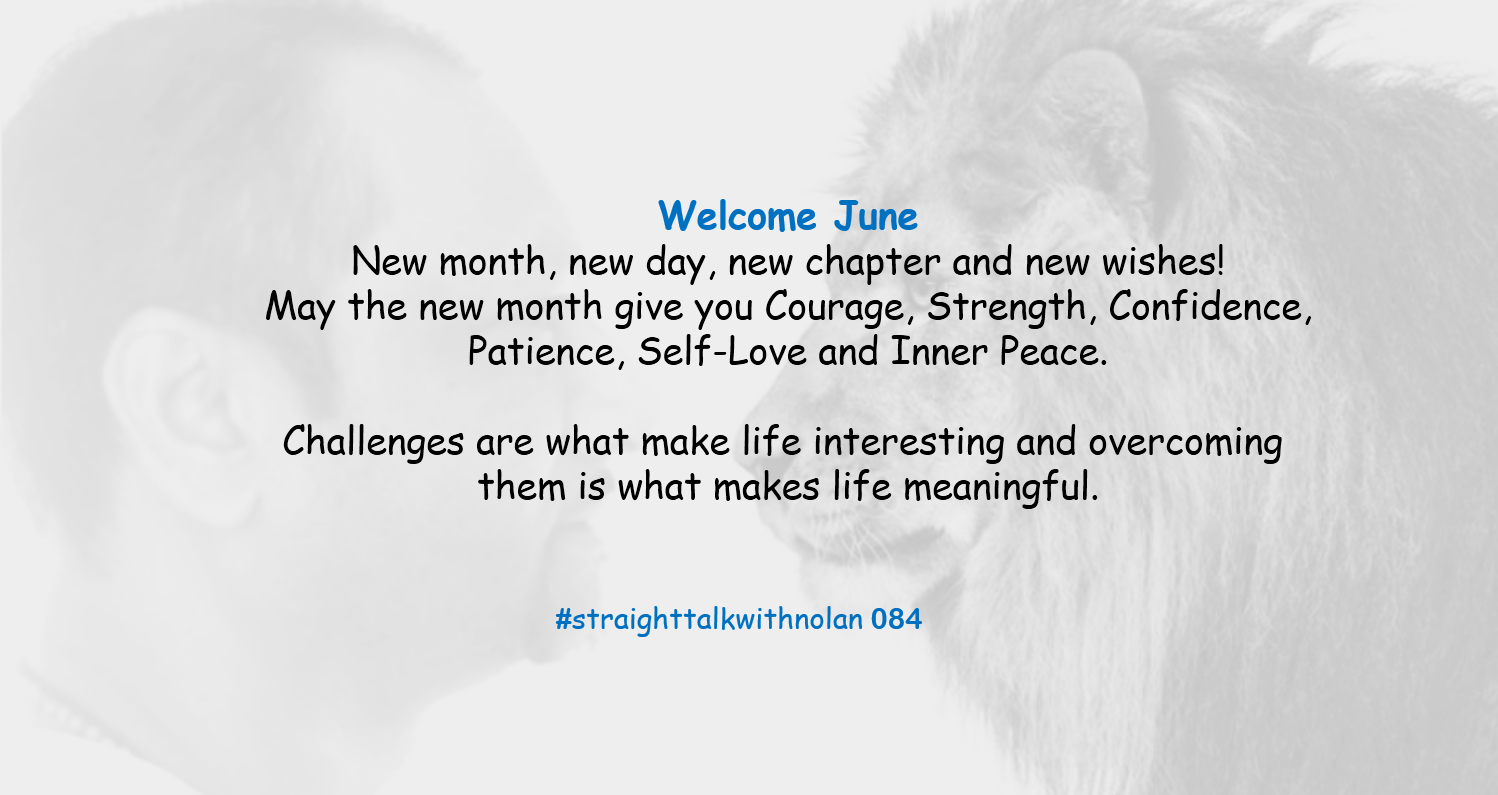 Welcome June
New month, new day, new chapter and new wishes!
May the new month give you Courage, Strength, Confidence,
Patience, Self-Love and Inner Peace.
Challenges are what make life interesting and overcoming
them is what makes life meaningful.
#straighttalkwithnolan 084